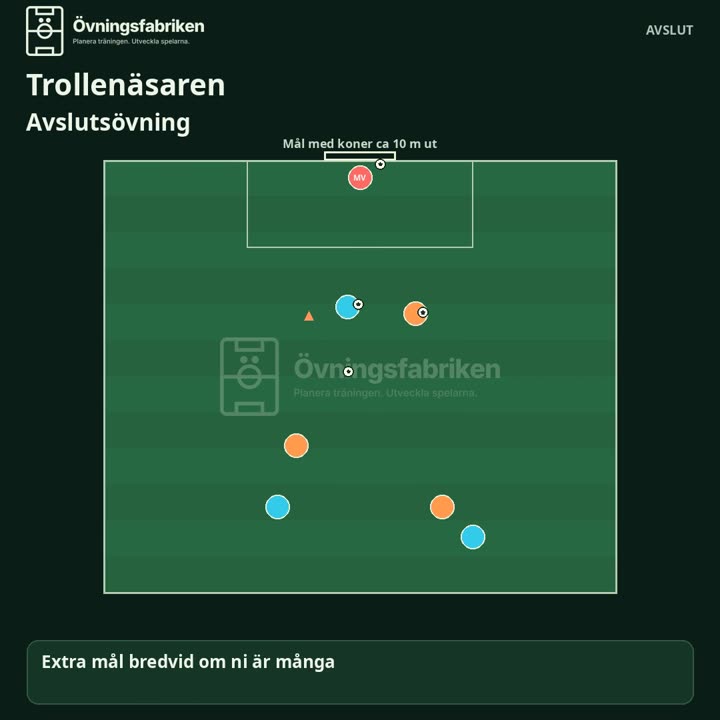 Övningsfabriken
Planera träningen. Utveckla spelarna.
AVSLUT
Trollenäsaren
Avslutsövning
Mål med koner ca 10 m ut
MV
Övningsfabriken
Planera träningen. Utveckla spelarna.
Extra mål bredvid om ni är många